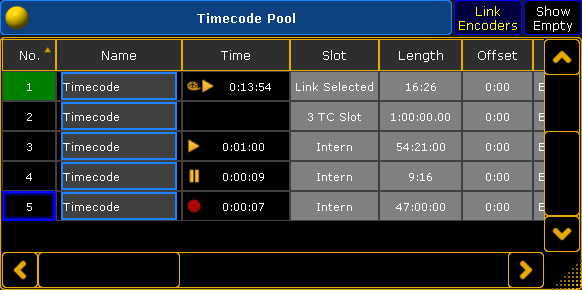 Timecode Pool
Link Encoders
Show Empty
No. Name Time Slot Length Offset
1 Timecode 0:13:54 Link Selected 16:26 0:00 E
2 Timecode 3 TC Slot 1:00:00.00 0:00 E
3 Timecode 0:01:00 Intern 54:21:00 0:00 E
4 Timecode 0:00:09 Intern 9:16 0:00 E
5 Timecode 0:00:07 Intern 47:00:00 0:00 E